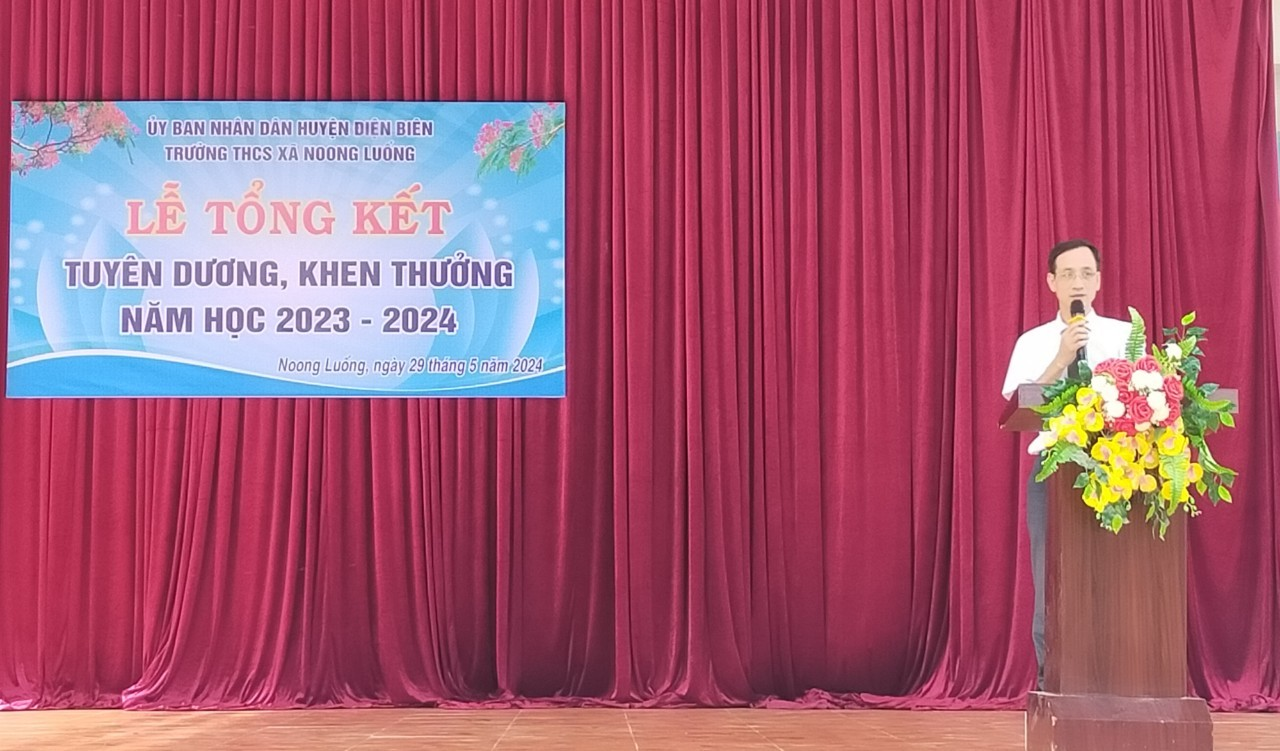 ỦY BAN NHÂN DÂN HUYỆN ĐIỆN BIÊN
TRƯỜNG THCS XÃ NOONG LUỐNG
LỄ TỔNG KẾT
TUYÊN DƯƠNG, KHEN THƯỞNG
NĂM HỌC 2023 - 2024
Noong Luống, ngày 29 tháng 5 năm 2024